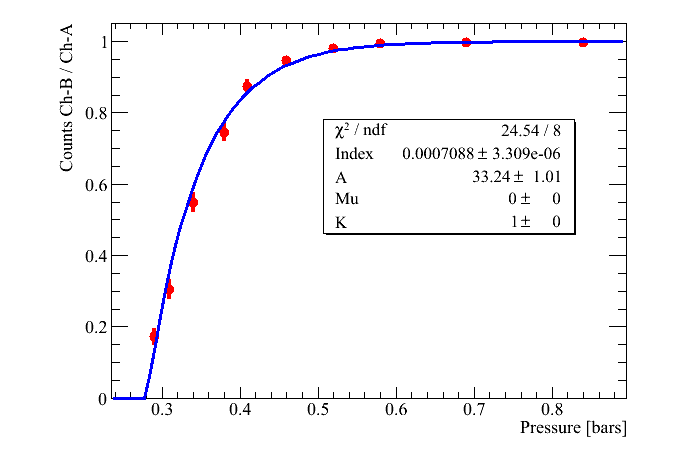 Counts Ch-B / Ch-A
1
0.8
0.6
0.4
0.2
0
χ² / ndf 24.54 / 8
Index 0.0007088 ± 3.309e-06
A 33.24 ± 1.01
Mu 0 ± 0
K 1 ± 0
0.3 0.4 0.5 0.6 0.7 0.8
Pressure [bars]